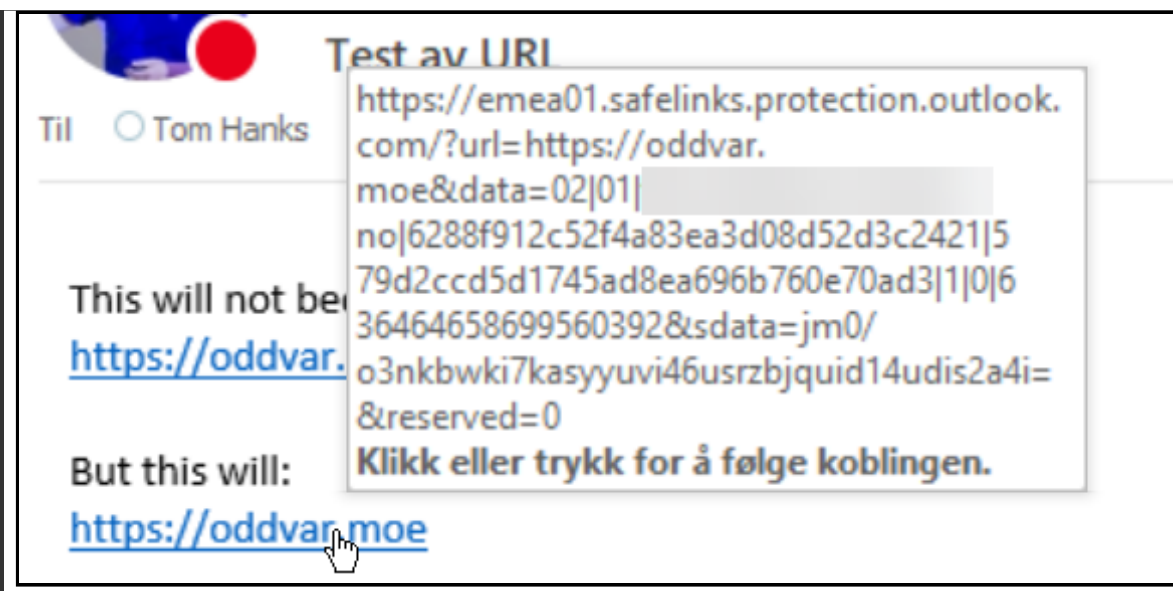 Test av URL
Til Tom Hanks
https://emea01.safelinks.protection.outlook.
com/?url=https://oddvar.
moe&data=02|01|
no|6288f912c52f4a83ea3d08d52d3c2421|5
79d2ccd5d1745ad8ea696b760e70ad3|1|0|6
36464658699560392&sdata=jm0/
o3nkbwki7kasyyuvi46usrzbjquid14udis2a4i=
&reserved=0
Klikk eller trykk for å følge koblingen.
This will not be
https://oddvar.
But this will:
https://oddvar.moe